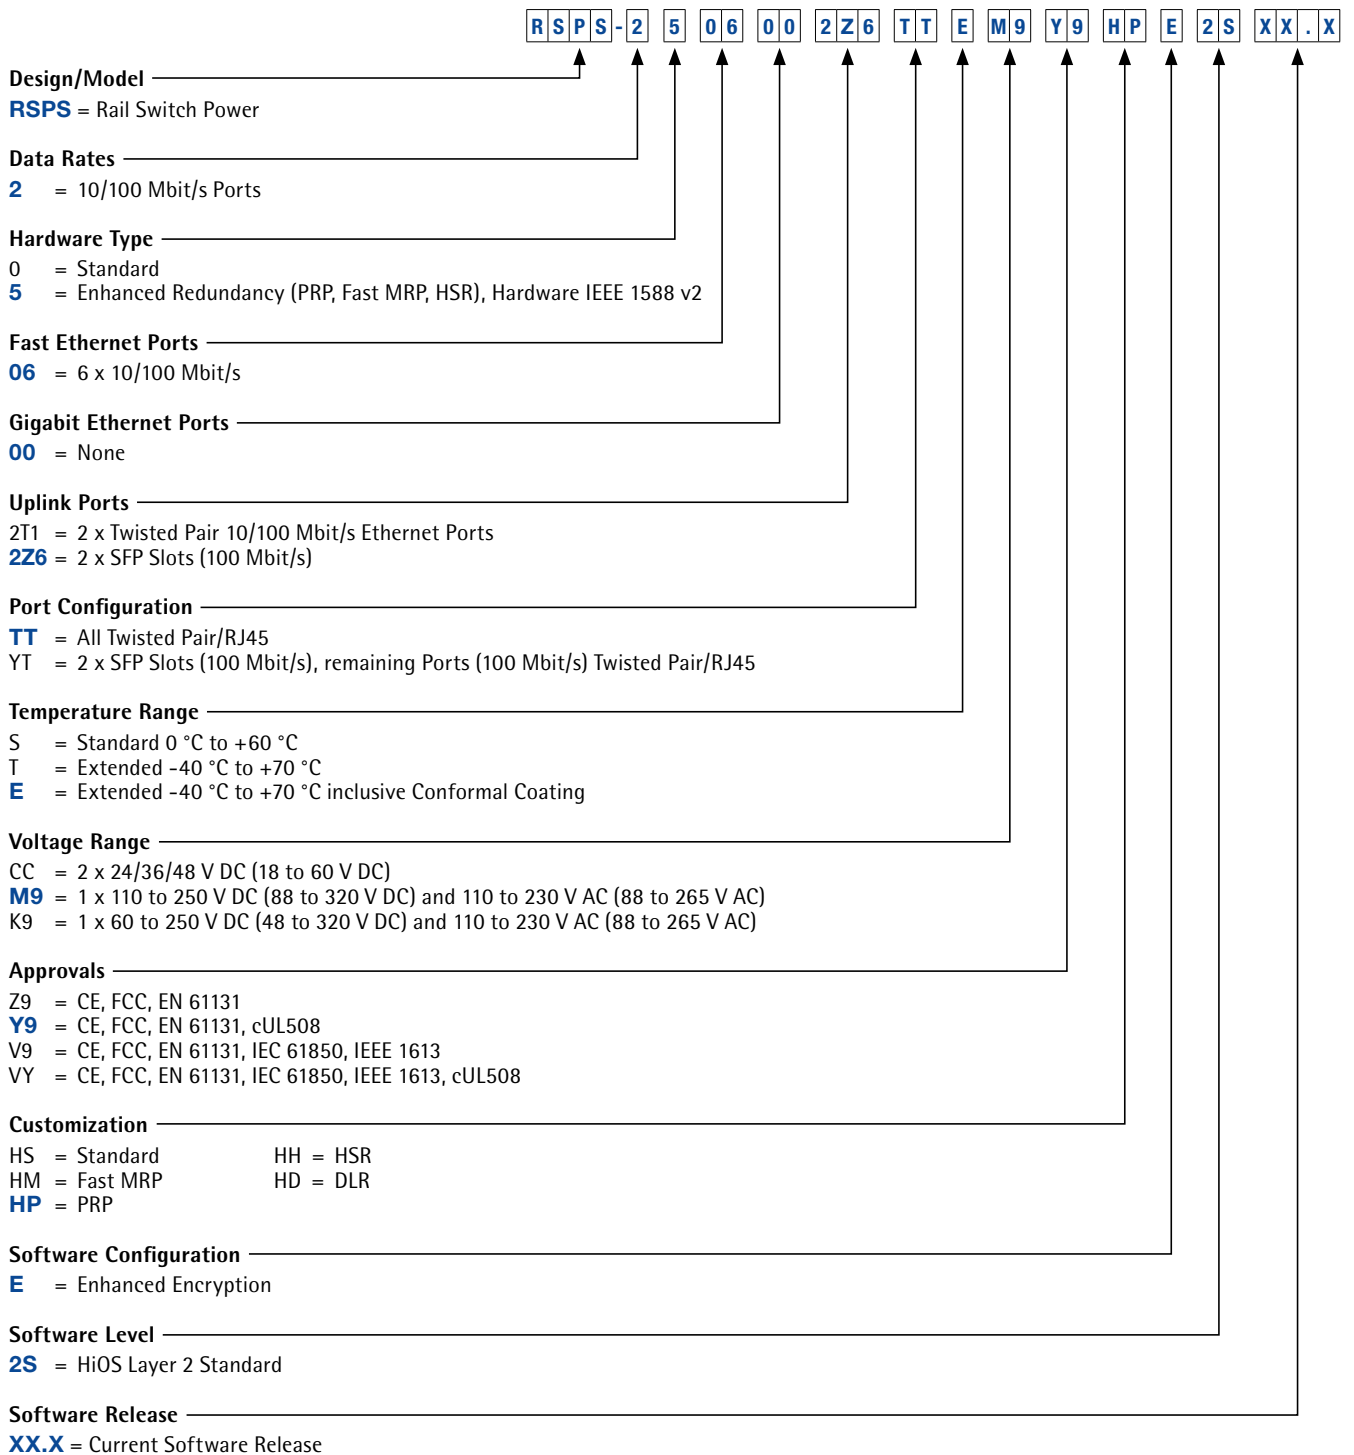 RSPS-2 5 06 00 2Z6 TT E M9 Y9 HP E 2S XX.X
Design/Model
RSPS = Rail Switch Power
Data Rates
2 = 10/100 Mbit/s Ports
Hardware Type
0 = Standard
5 = Enhanced Redundancy (PRP, Fast MRP, HSR), Hardware IEEE 1588 v2
Fast Ethernet Ports
06 = 6 x 10/100 Mbit/s
Gigabit Ethernet Ports
00 = None
Uplink Ports
2T1 = 2 x Twisted Pair 10/100 Mbit/s Ethernet Ports
2Z6 = 2 x SFP Slots (100 Mbit/s)
Port Configuration
TT = All Twisted Pair/RJ45
YT = 2 x SFP Slots (100 Mbit/s), remaining Ports (100 Mbit/s) Twisted Pair/RJ45
Temperature Range
S = Standard 0 °C to +60 °C
T = Extended -40 °C to +70 °C
E = Extended -40 °C to +70 °C inclusive Conformal Coating
Voltage Range
CC = 2 x 24/36/48 V DC (18 to 60 V DC)
M9 = 1 x 110 to 250 V DC (88 to 320 V DC) and 110 to 230 V AC (88 to 265 V AC)
K9 = 1 x 60 to 250 V DC (48 to 320 V DC) and 110 to 230 V AC (88 to 265 V AC)
Approvals
Z9 = CE, FCC, EN 61131
Y9 = CE, FCC, EN 61131, cUL508
V9 = CE, FCC, EN 61131, IEC 61850, IEEE 1613
VY = CE, FCC, EN 61131, IEC 61850, IEEE 1613, cUL508
Customization
HS = Standard HH = HSR
HM = Fast MRP HD = DLR
HP = PRP
Software Configuration
E = Enhanced Encryption
Software Level
2S = HiOS Layer 2 Standard
Software Release
XX.X = Current Software Release